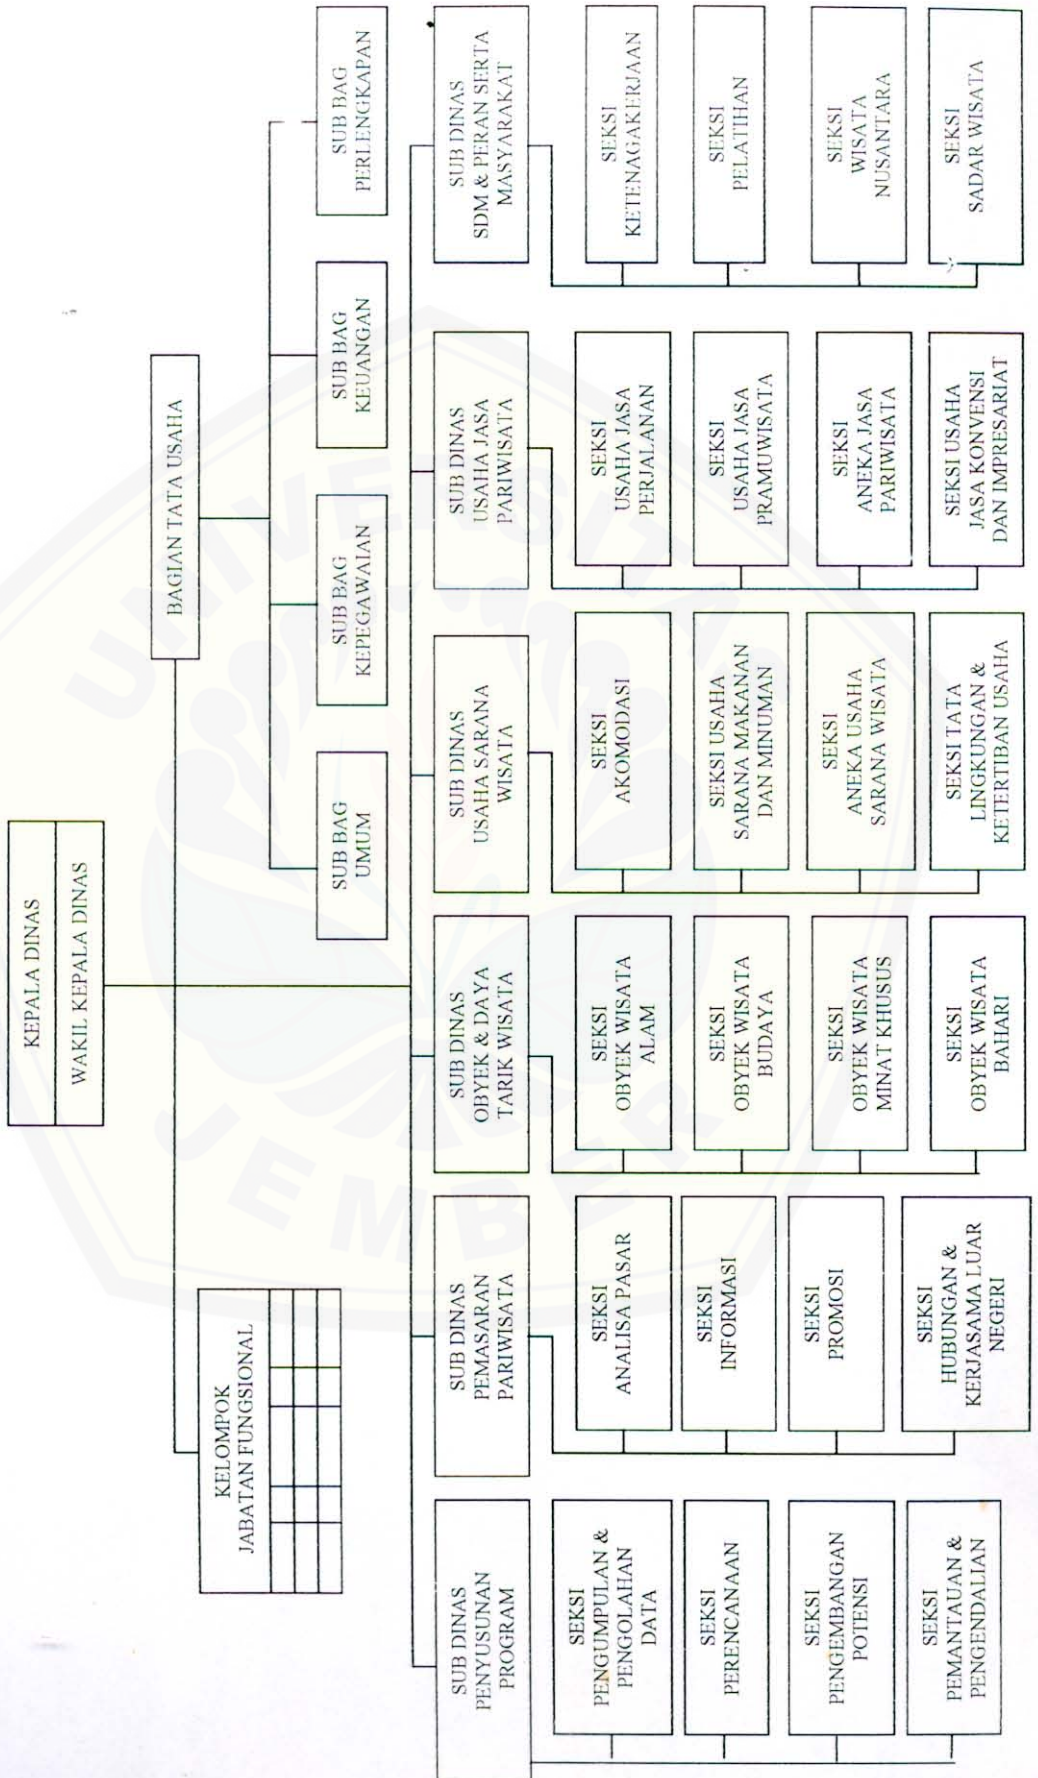 KEPALA DINAS
WAKIL KEPALA DINAS
BAGIAN TATA USAHA
KELOMPOK
JABATAN FUNGSIONAL
SUB BAG
UMUM
SUB BAG
KEPEGAWAIAN
SUB BAG
KEUANGAN
SUB BAG
PERLENGKAPAN
SUB DINAS
PENYUSUNAN
PROGRAM
SEKSI
PENGUMPULAN &
PENGOLAHAN
DATA
SEKSI
PERENCANAAN
SEKSI
PENGEMBANGAN
POTENSI
SEKSI
PEMANTAUAN &
PENGENDALIAN
SUB DINAS
PEMASARAN
PARIWISATA
SEKSI
ANALISA PASAR
SEKSI
INFORMASI
SEKSI
PROMOSI
SEKSI
HUBUNGAN &
KERJASAMA LUAR
NEGERI
SUB DINAS
OBYEK & DAYA
TARIK WISATA
SEKSI
OBYEK WISATA
ALAM
SEKSI
OBYEK WISATA
BUDAYA
SEKSI
OBYEK WISATA
MINAT KHUSUS
SEKSI
OBYEK WISATA
BAHARI
SUB DINAS
USAHA SARANA
WISATA
SEKSI
AKOMODASI
SEKSI USAHA
SARANA MAKANAN
DAN MINUMAN
SEKSI
ANEKA USAHA
SARANA WISATA
SEKSI TATA
LINGKUNGAN &
KETERTIBAN USAHA
SUB DINAS
USAHA JASA
PARIWISATA
SEKSI
USAHA JASA
PERJALANAN
SEKSI
USAHA JASA
PRAMUWISATA
SEKSI
ANEKA JASA
PARIWISATA
SEKSI USAHA
JASA KONVENSI
DAN IMPRESARIAT
SUB DINAS
SDM & PERAN SERTA
MASYARAKAT
SEKSI
KETENAGAKERJAAN
SEKSI
PELATIHAN
SEKSI
WISATA
NUSANTARA
SEKSI
SADAR WISATA
UNIVERSITAS
JEMBER